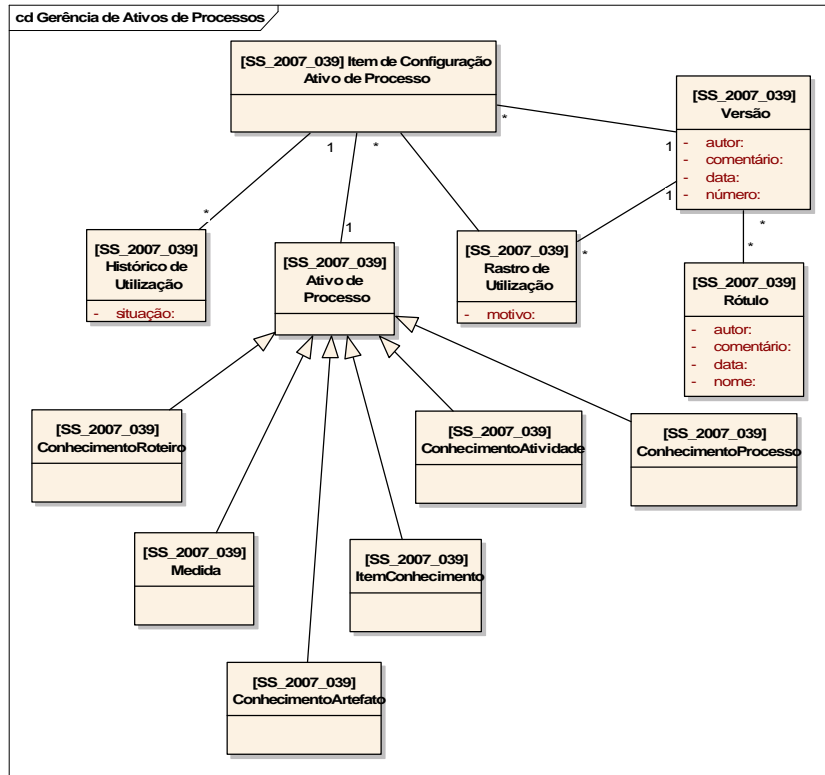 cd Gerência de Ativos de Processos
[SS_2007_039] Item de Configuração
Ativo de Processo
[SS_2007_039]
Versão
- autor:
- comentário:
- data:
- número:
*
1
1
*
1
*
*
1
*
*
*
[SS_2007_039]
Histórico de
Utilização
- situação:
[SS_2007_039]
Ativo de
Processo
[SS_2007_039]
Rastro de
Utilização
- motivo:
[SS_2007_039]
Rótulo
- autor:
- comentário:
- data:
- nome:
[SS_2007_039]
ConhecimentoRoteiro
[SS_2007_039]
ConhecimentoAtividade
[SS_2007_039]
ConhecimentoProcesso
[SS_2007_039]
Medida
[SS_2007_039]
ItemConhecimento
[SS_2007_039]
ConhecimentoArtefato